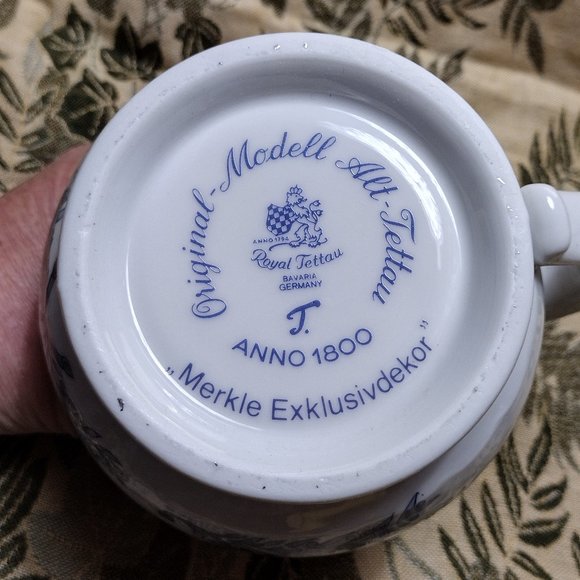 Original-Modell Alt-Tettau
ANNO 1794
Royal Tettau
BAVARIA
GERMANY
T.
ANNO 1800
„Merkle Exklusivdekor”